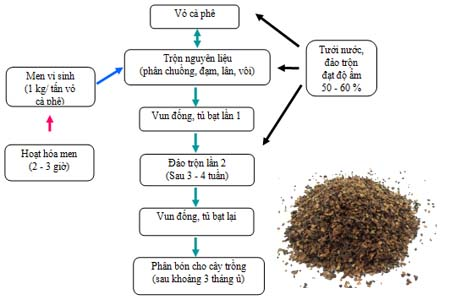 Vỏ cà phê
Trộn nguyên liệu
(phân chuồng, đạm, lân, vôi)
Tưới nước,
đảo trộn
đạt độ ẩm
50 - 60 %
Men vi sinh
(1 kg/ tấn vỏ
cà phê)
Vun đống, tủ bạt lần 1
Hoạt hóa men
(2 - 3 giờ)
Đảo trộn lần 2
(Sau 3 - 4 tuần)
Vun đống, tủ bạt lại
Phân bón cho cây trồng
(sau khoảng 3 tháng ủ)